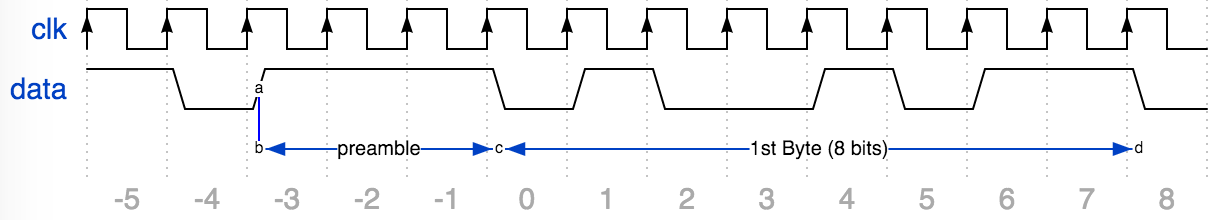 clk
data
a
b preamble c 1st Byte (8 bits) d
-5 -4 -3 -2 -1 0 1 2 3 4 5 6 7 8